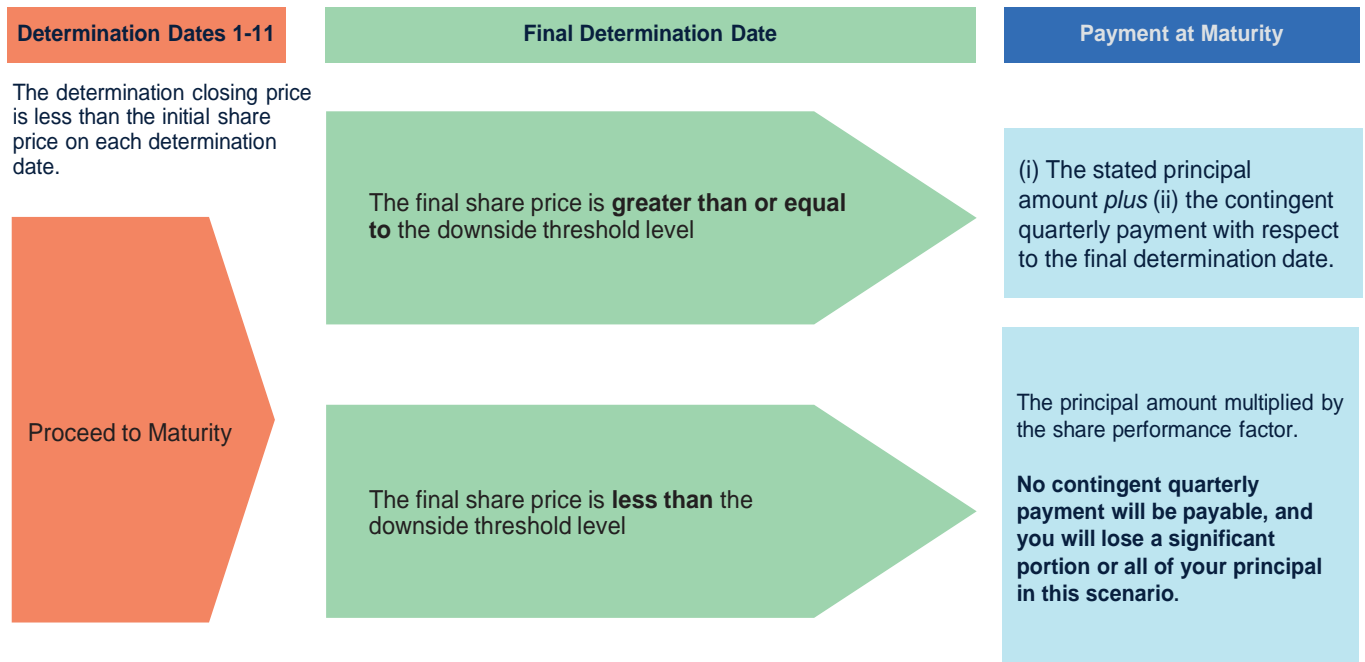 Determination Dates 1-11
Final Determination Date
Payment at Maturity
The determination closing price
is less than the initial share
price on each determination
date.
Proceed to Maturity
The final share price is greater than or equal
to the downside threshold level
(i) The stated principal
amount plus (ii) the contingent
quarterly payment with respect
to the final determination date.
The final share price is less than the
downside threshold level
The principal amount multiplied by
the share performance factor.
No contingent quarterly
payment will be payable, and
you will lose a significant
portion or all of your principal
in this scenario.